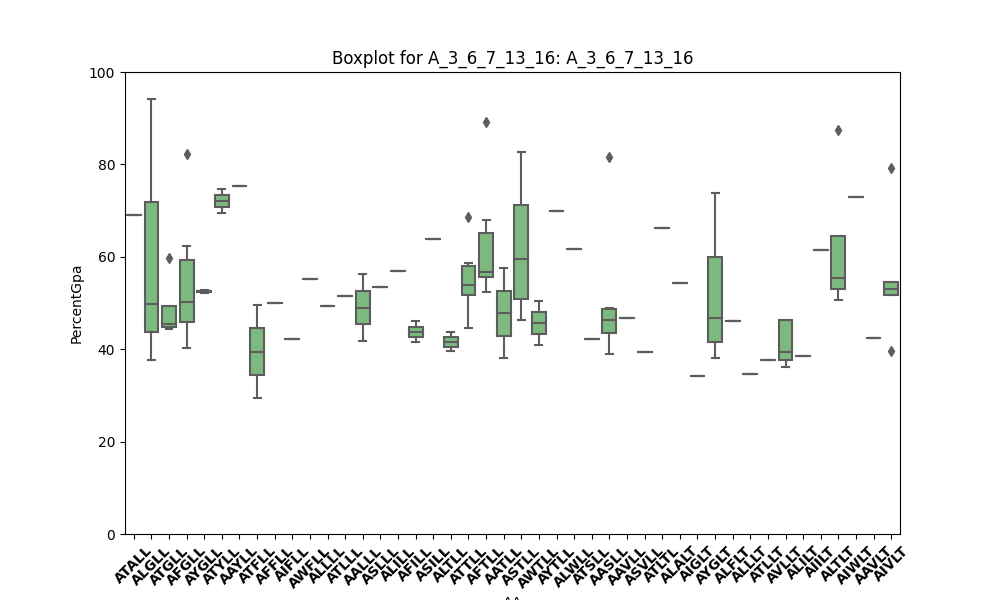 Boxplot for A_3_6_7_13_16: A_3_6_7_13_16
PercentGpa
100
80
60
40
20
0
ATALL
ALGLL
ATGLL
AFGLL
AYGLL
ATYLL
AAYLL
ATFLL
AFFLL
AIFLL
AWFLL
ALLLL
ATLLL
AALLL
ASLLL
ALILL
AFILL
ASILL
ALTLL
ATTLL
AFTLL
AATLL
ASTLL
AWTLL
AYTLL
ALWLL
ATSLL
AASLL
AAVLL
ASVLL
ATLTL
ALALT
AIGLT
AYGLT
ALFLT
ALLLT
ATLLT
AVLLT
ALILT
AIILT
ALTLT
AIWLT
AAVLT
AIVLT
AA